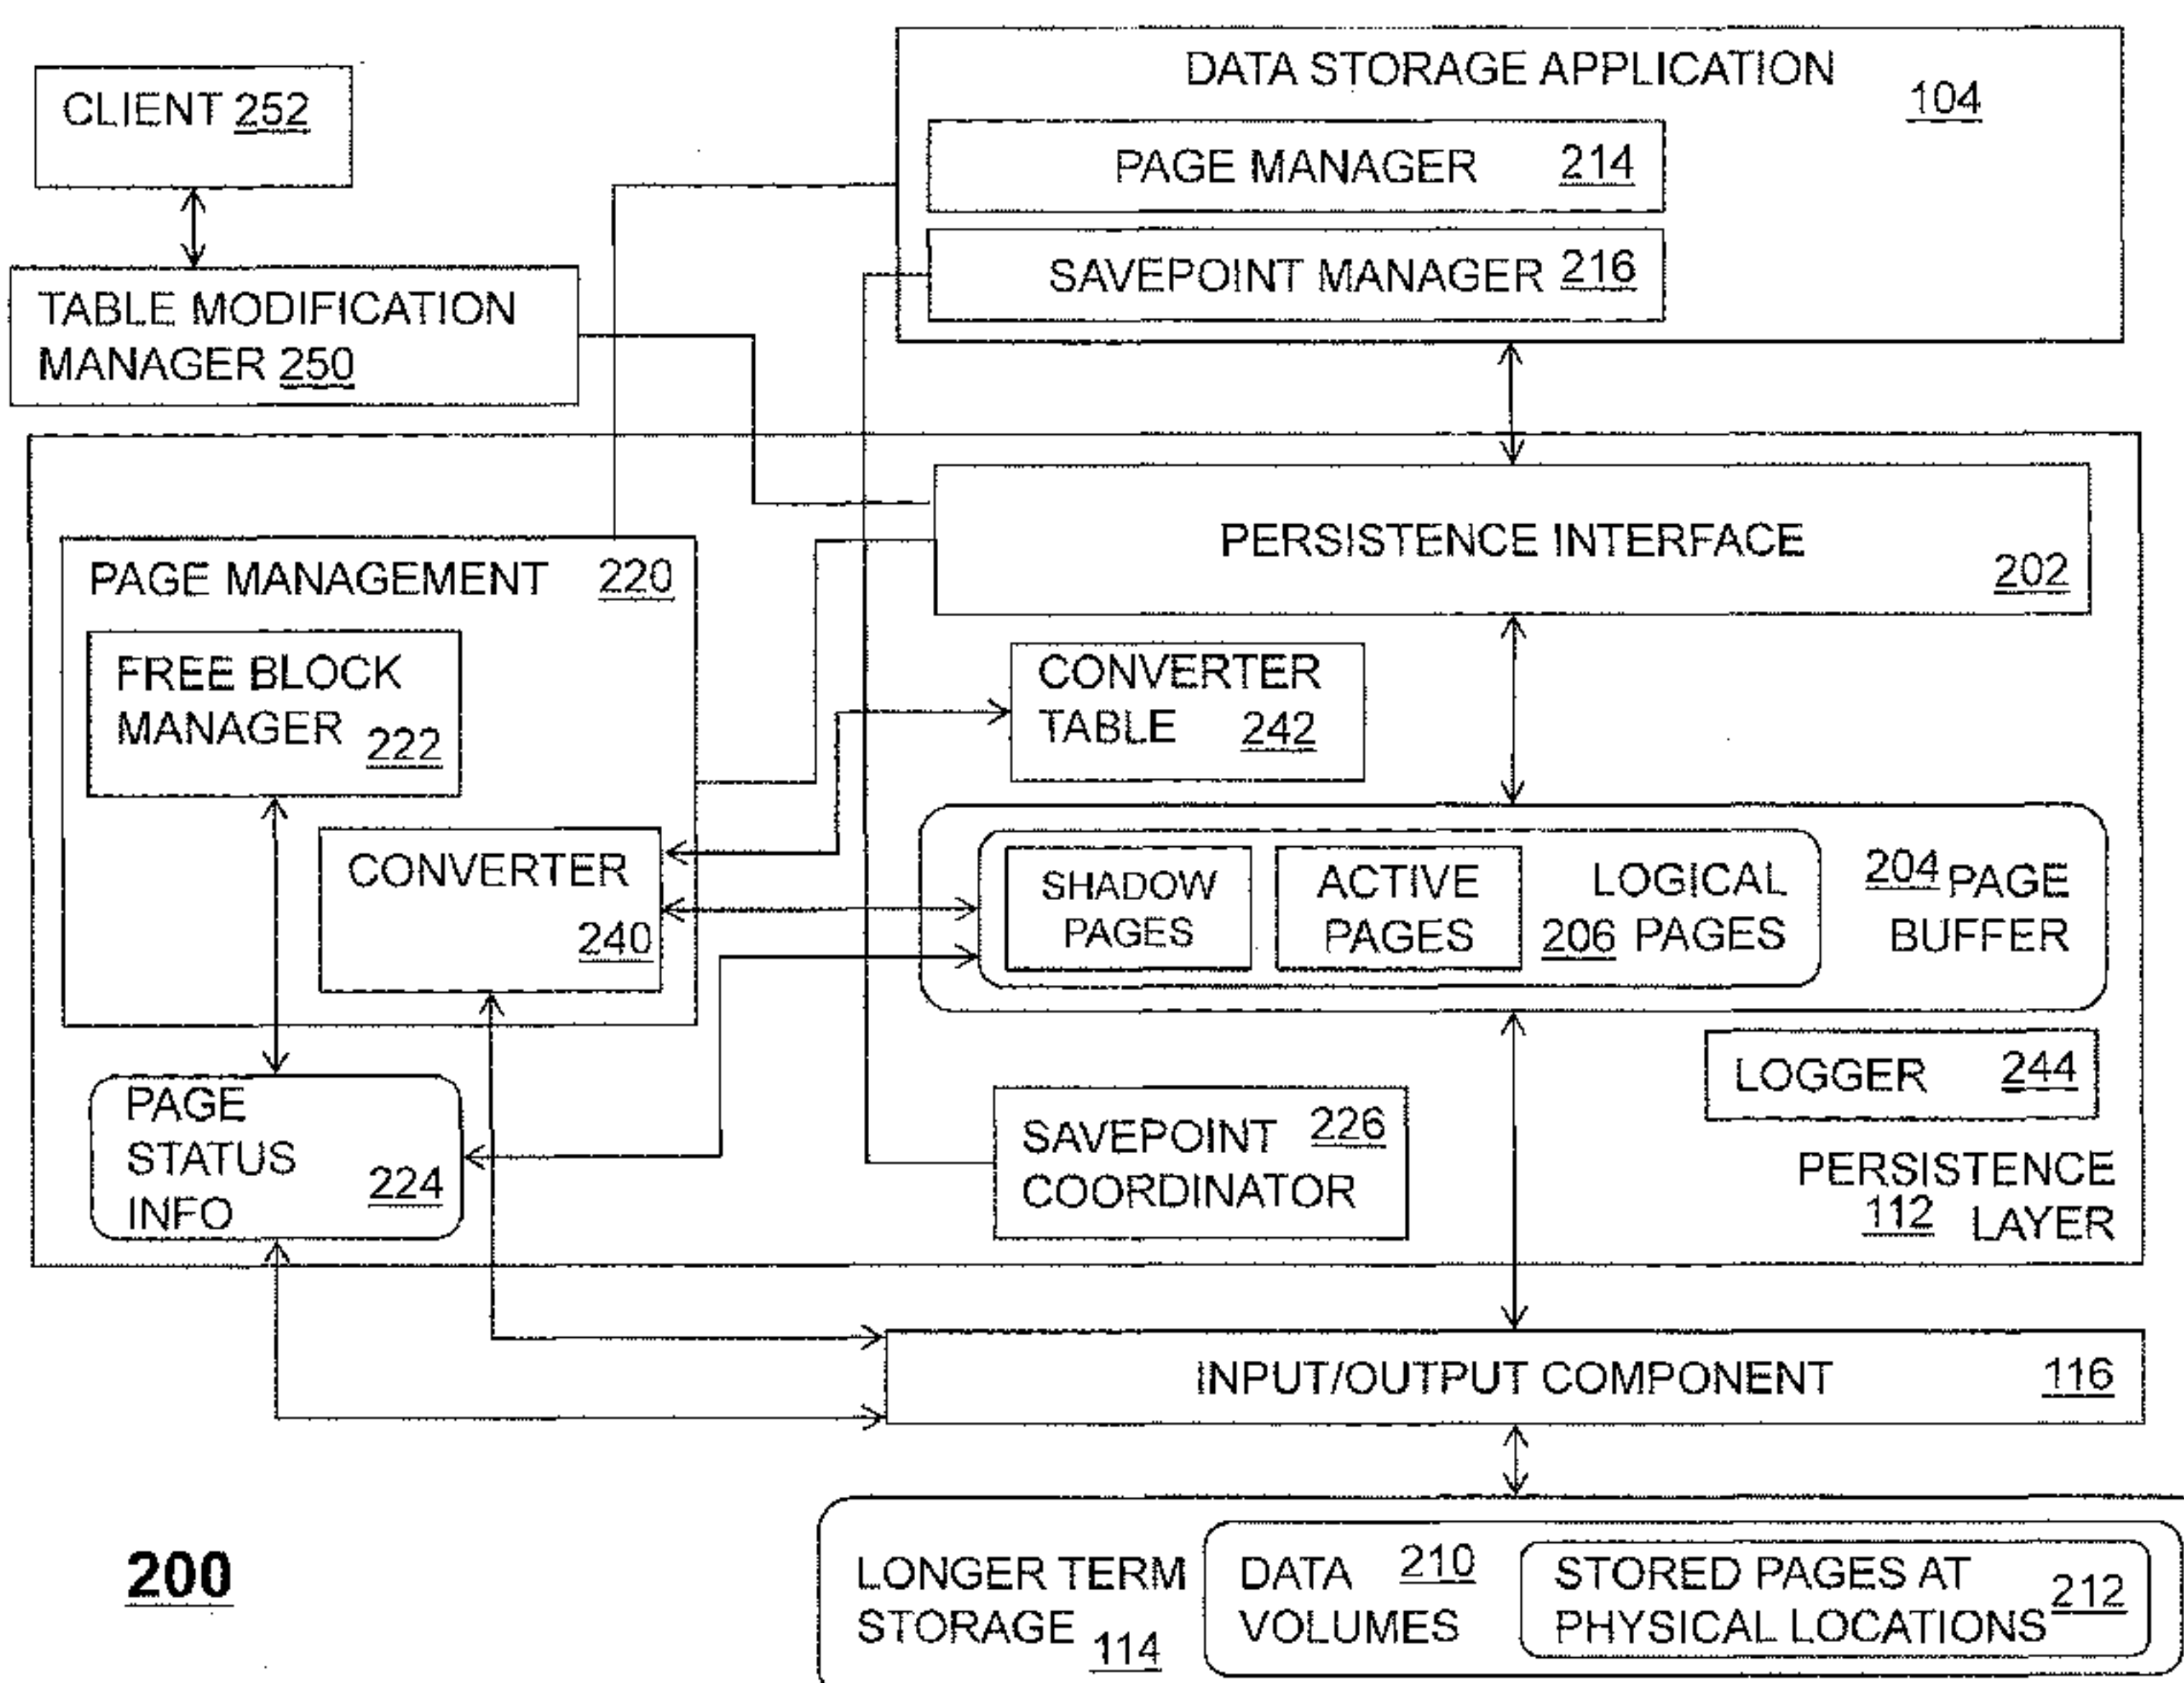 DATA STORAGE APPLICATION
104
CLIENT 252
PAGE MANAGER 214
SAVEPOINT MANAGER 216
TABLE MODIFICATION
MANAGER 250
PERSISTENCE INTERFACE
202
PAGE MANAGEMENT 220
FREE BLOCK
MANAGER 222
CONVERTER
TABLE 242
CONVERTER
240
SHADOW
PAGES
ACTIVE
PAGES
LOGICAL
206 PAGES
204 PAGE
BUFFER
LOGGER 244
PAGE
STATUS
INFO 224
SAVEPOINT 226
COORDINATOR
PERSISTENCE
112 LAYER
INPUT/OUTPUT COMPONENT 116
200
LONGER TERM
STORAGE 114
DATA 210
VOLUMES
STORED PAGES AT
PHYSICAL LOCATIONS 212